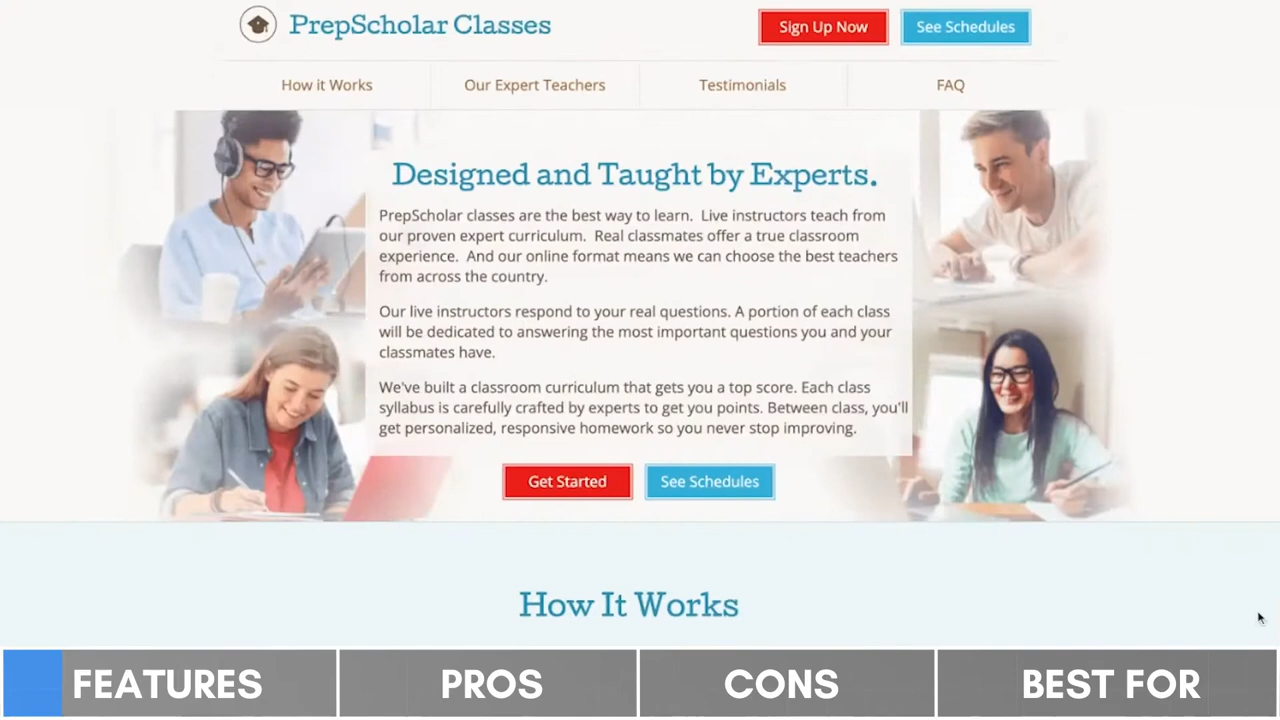 PrepScholar Classes
Sign Up Now
See Schedules
How it Works
Our Expert Teachers
Testimonials
FAQ
Designed and Taught by Experts.
PrepScholar classes are the best way to learn.  Live instructors teach from
our proven expert curriculum.  Real classmates offer a true classroom
experience.  And our online format means we can choose the best teachers
from across the country.
Our live instructors respond to your real questions. A portion of each class
will be dedicated to answering the most important questions you and your
classmates have.
We've built a classroom curriculum that gets you a top score. Each class
syllabus is carefully crafted by experts to get you points. Between class, you'll
get personalized, responsive homework so you never stop improving.
Get Started
See Schedules
How It Works
FEATURES
PROS
CONS
BEST FOR